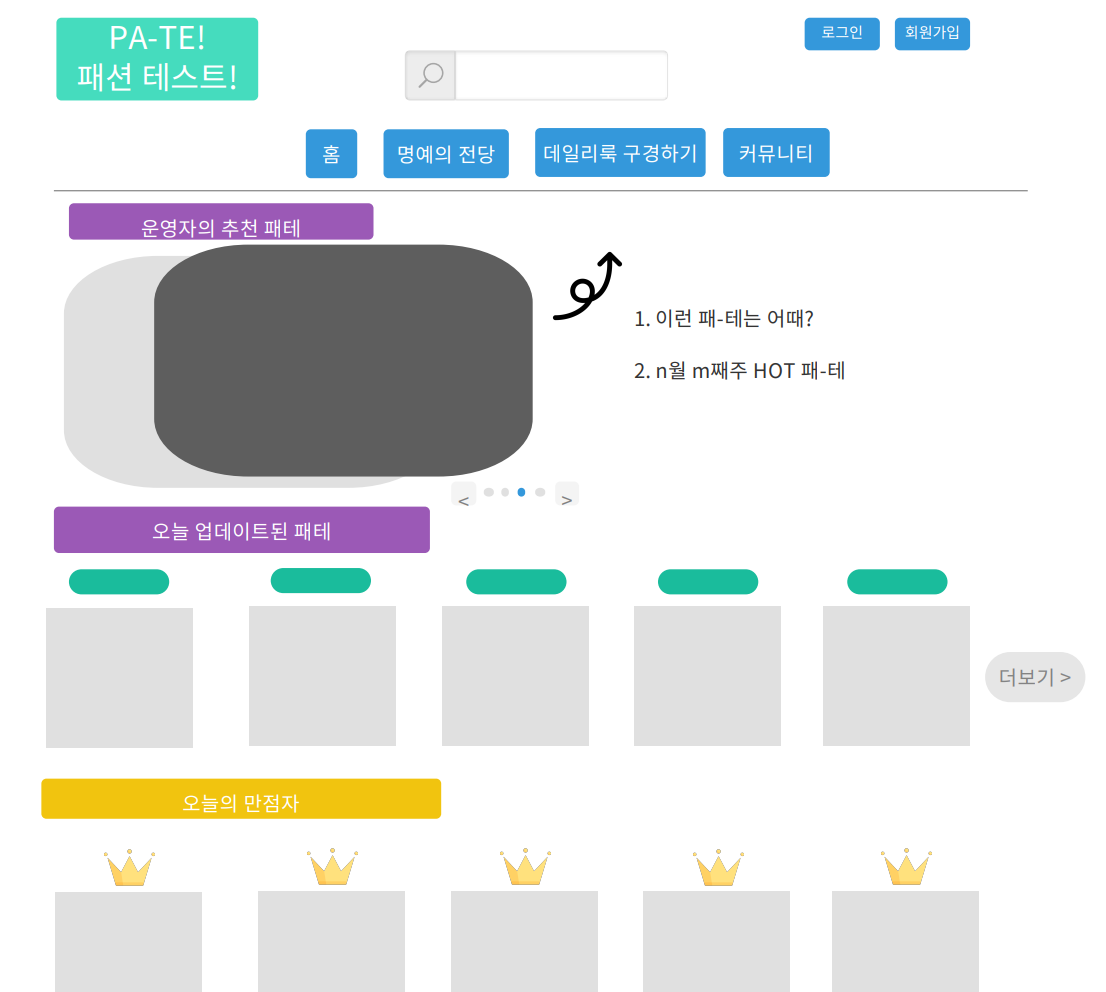 PA-TE!
패션 테스트!
로그인
회원가입
홈
명예의 전당
데일리룩 구경하기
커뮤니티
운영자의 추천 패테
1. 이런 패-테는 어때?
2. n월 m째주 HOT 패-테
<
>
오늘 업데이트된 패테
더보기 >
오늘의 만점자